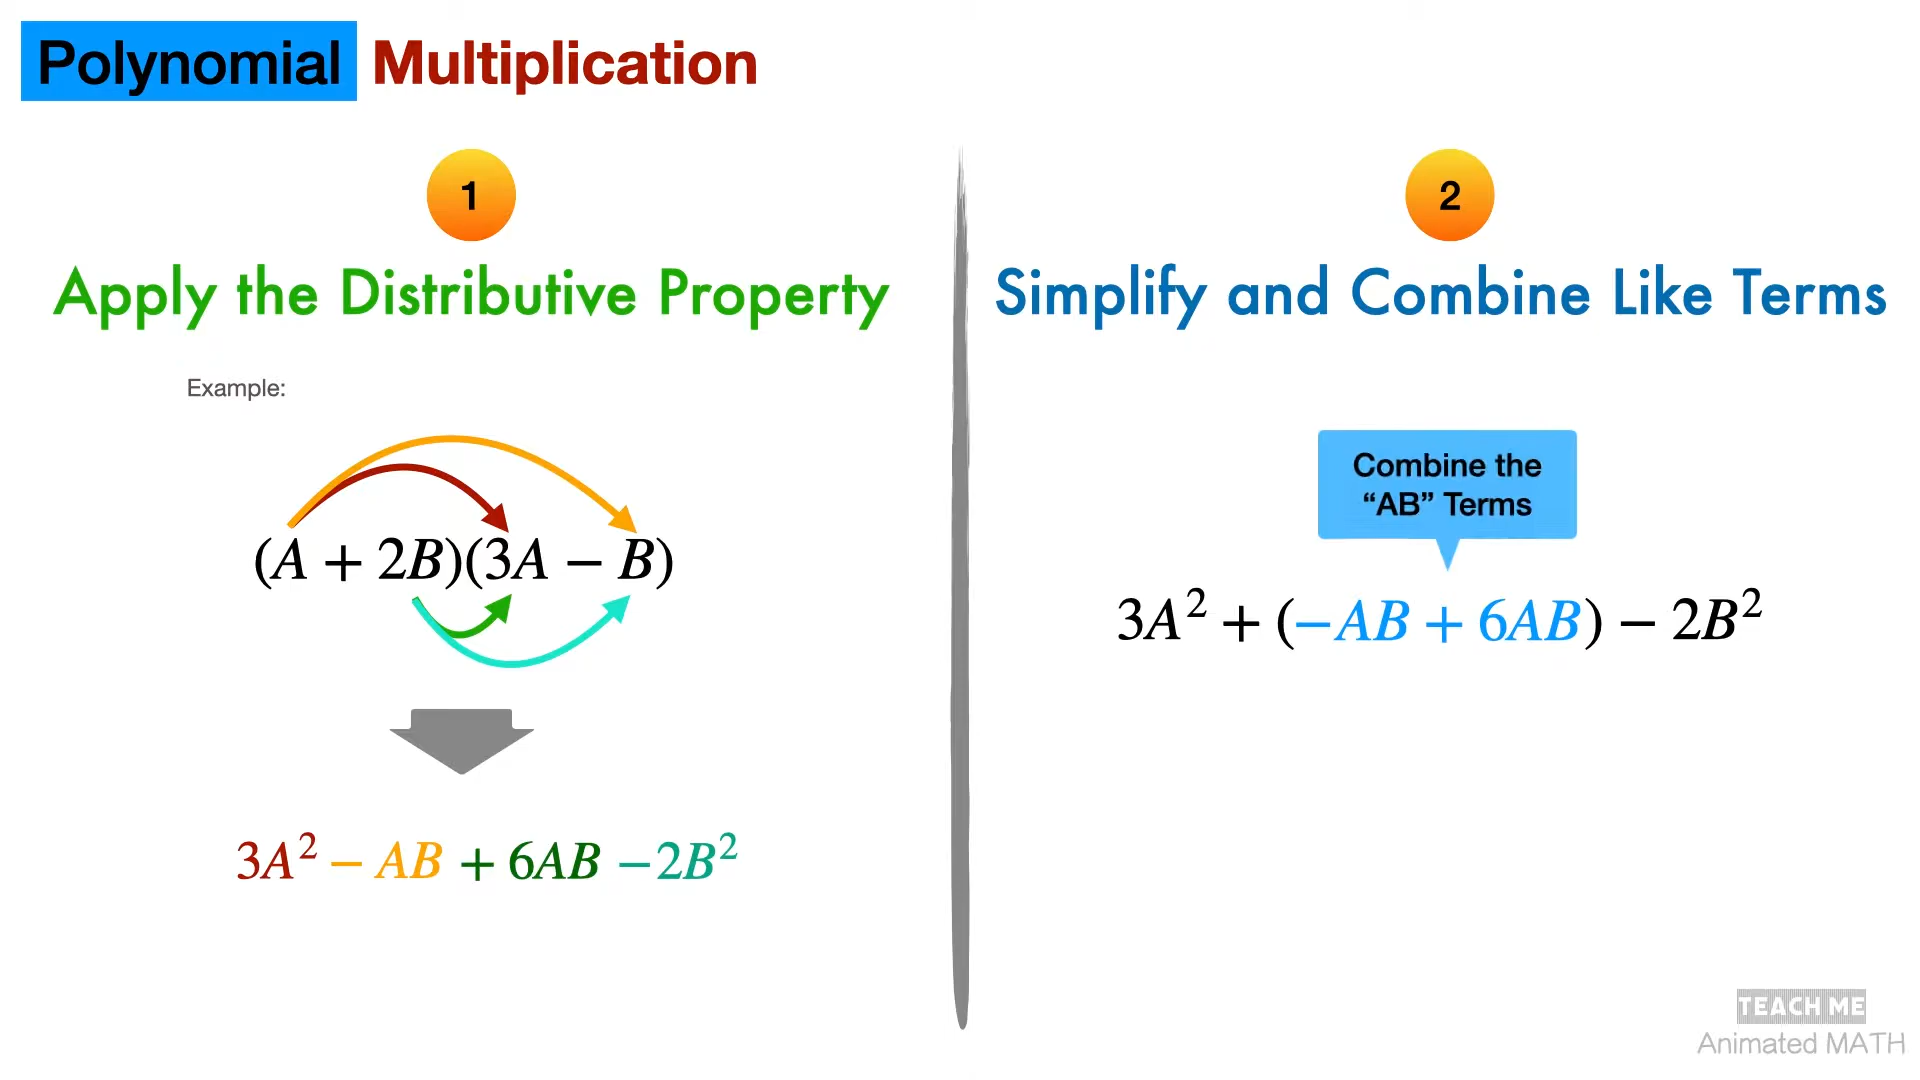 Polynomial Multiplication
1
Apply the Distributive Property
Example:
(A + 2B)(3A − B)
3A² − AB + 6AB −2B²
2
Simplify and Combine Like Terms
Combine the
“AB” Terms
3A² + (−AB + 6AB) − 2B²
TEACH ME
Animated MATH